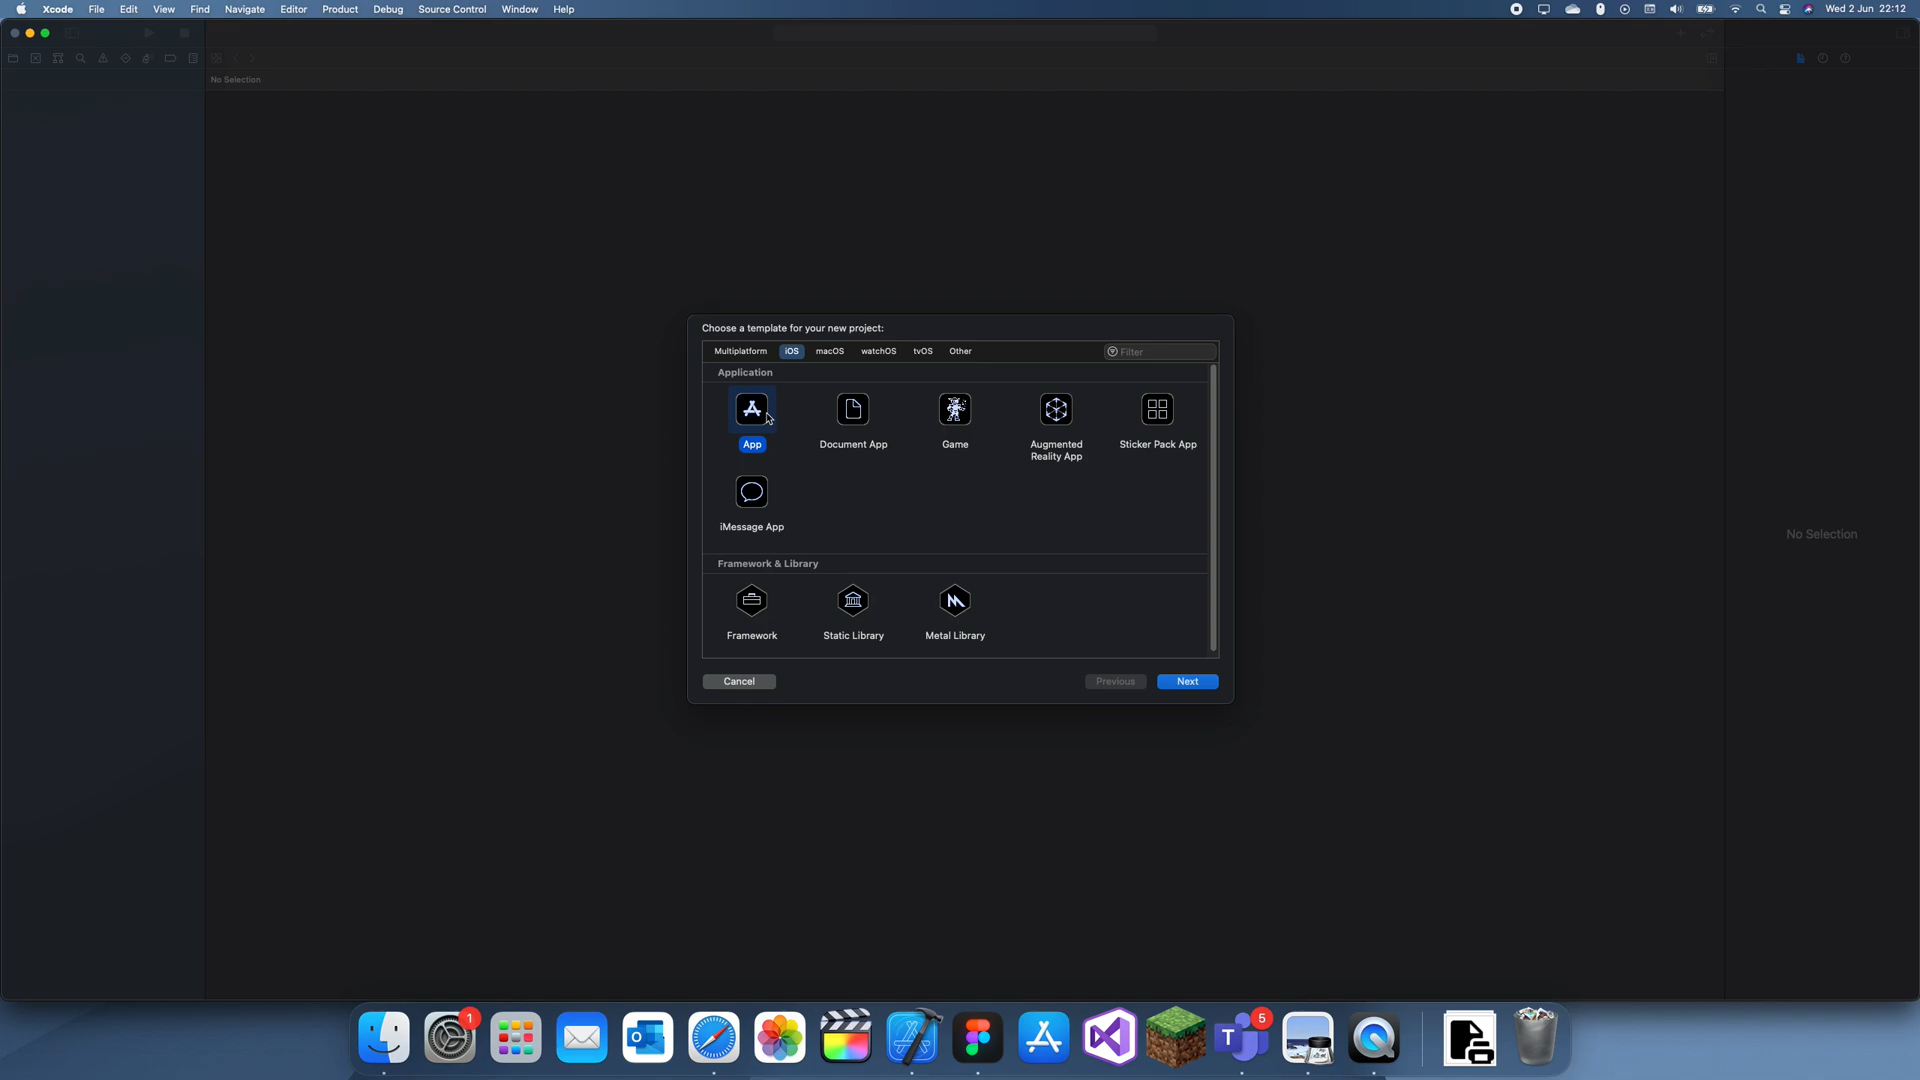 Xcode File Edit View Find Navigate Editor Product Debug Source Control Window Help Wed 2 Jun 22:12
No Selection
Choose a template for your new project:
Multiplatform iOS macOS watchOS tvOS Other Filter
Application
App Document App Game Augmented Reality App Sticker Pack App
iMessage App
No Selection
Framework & Library
Framework Static Library Metal Library
Cancel Previous Next
1
5